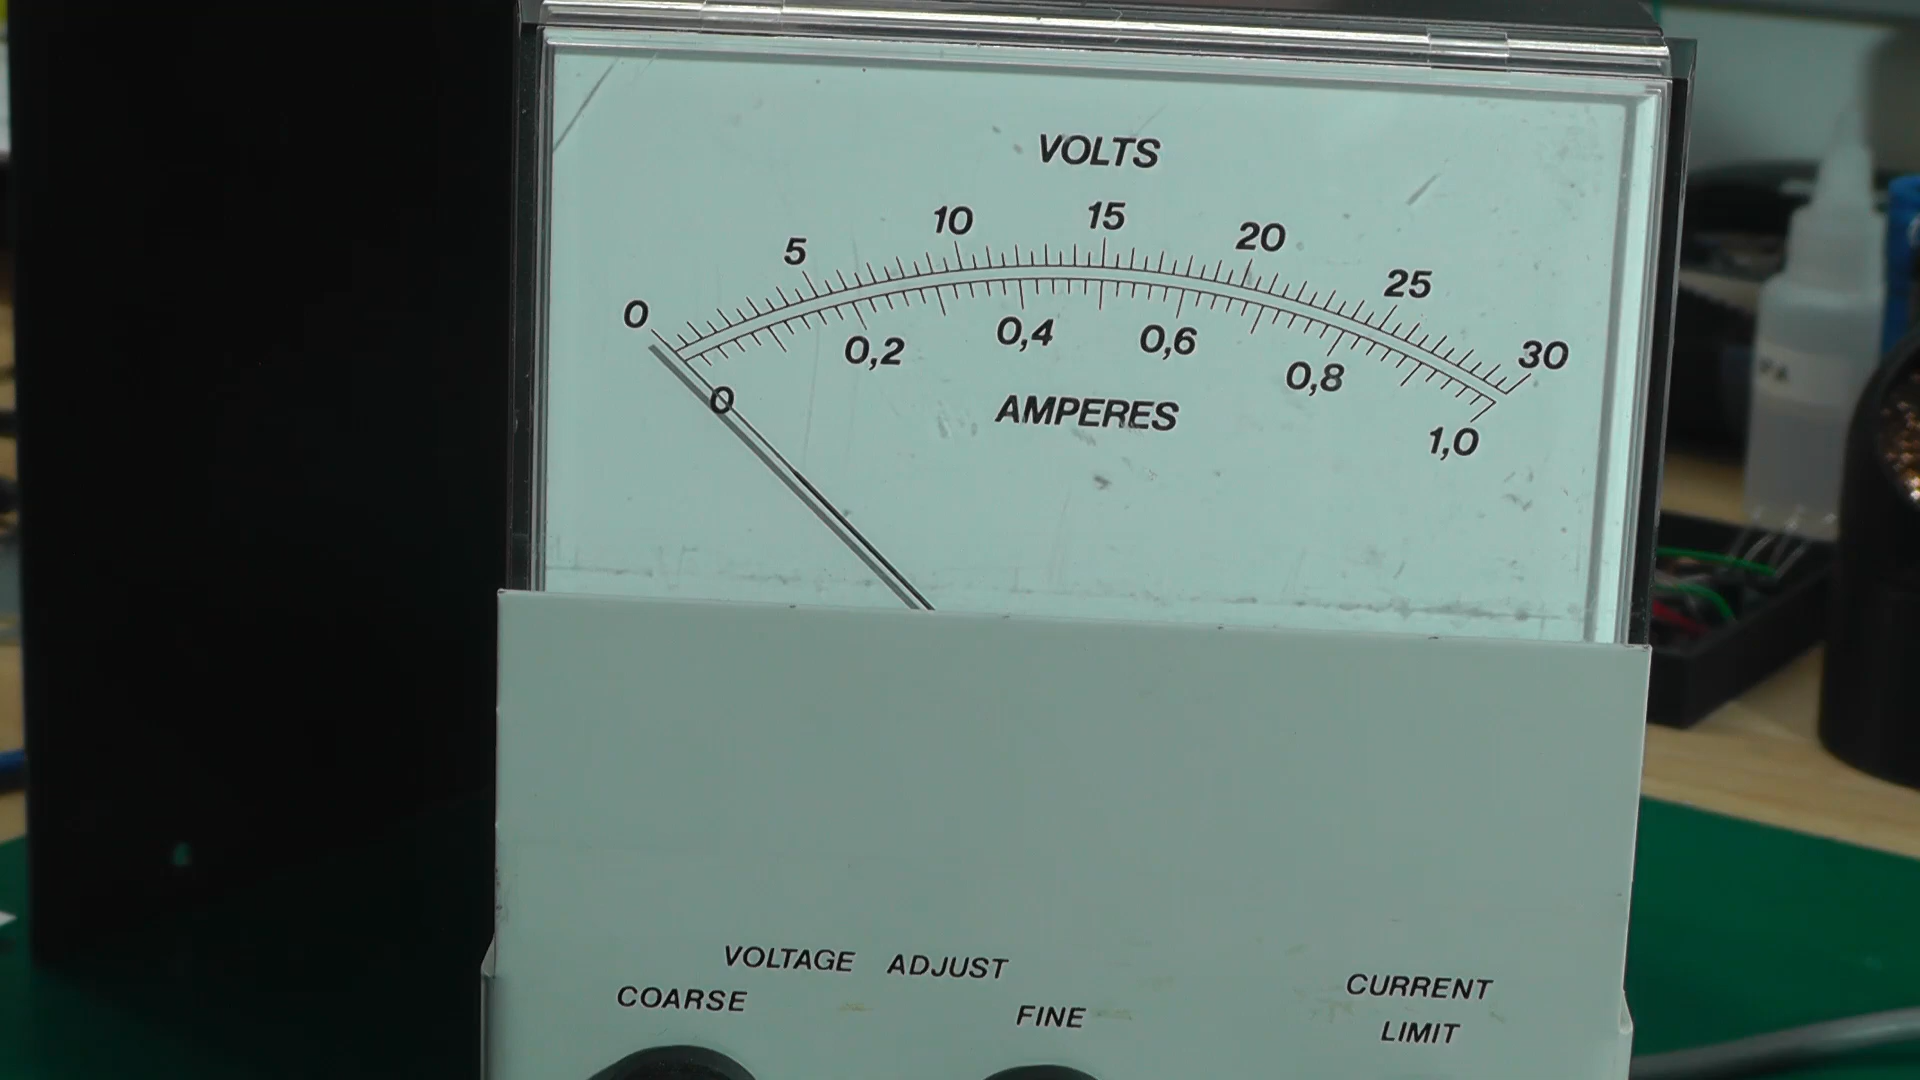 VOLTS
0 5 10 15 20 25 30
0 0,2 0,4 0,6 0,8 1,0
AMPERES
VOLTAGE ADJUST
COARSE FINE
CURRENT
LIMIT